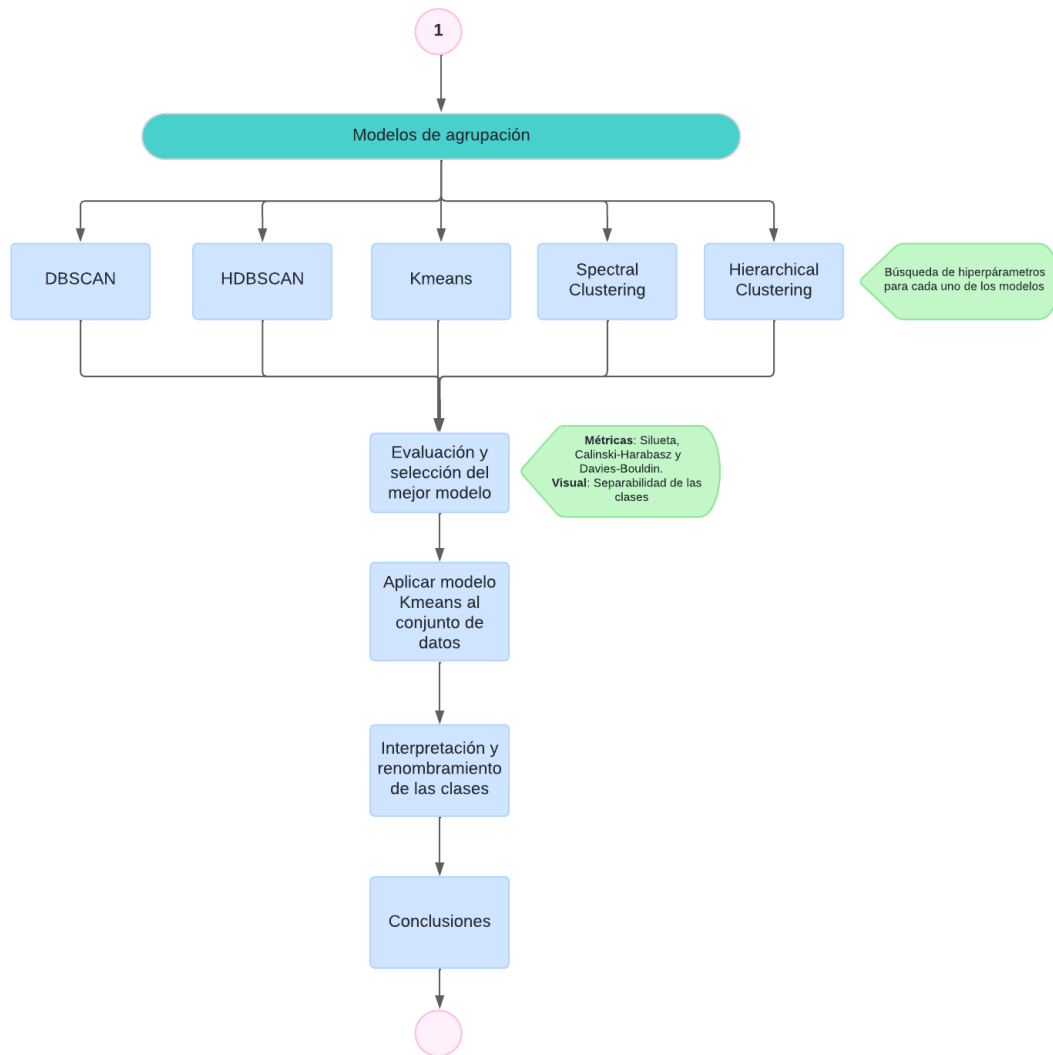 1
Modelos de agrupación
DBSCAN
HDBSCAN
Kmeans
Spectral
Clustering
Hierarchical
Clustering
Búsqueda de hiperpárametros
para cada uno de los modelos
Evaluación y
selección del
mejor modelo
Métricas: Silueta,
Calinski-Harabasz y
Davies-Bouldin.
Visual: Separabilidad de las
clases
Aplicar modelo
Kmeans al
conjunto de
datos
Interpretación y
renombramiento
de las clases
Conclusiones